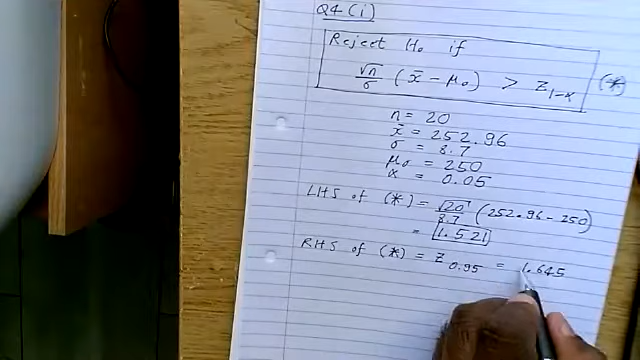 Q4 (i)
Reject H₀ if
√n/σ (x̄ − μ₀) > z₁₋α (*)
n = 20
x̄ = 252.96
σ = 8.7
μ₀ = 250
α = 0.05
LHS of (*) = √20/8.7 (252.96 − 250)
= 1.521
RHS of (*) = z₀.₉₅ = 1.645